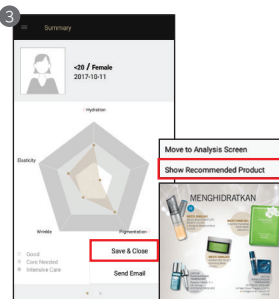 3
Summary
<20 / Female
2017-10-11
Hydration
Elasticity
Wrinkle
Pigmentation
Good
Care Needed
Intensive Care
Save & Close
Send Email
Move to Analysis Screen
Show Recommended Product
MENGHIDRATKAN